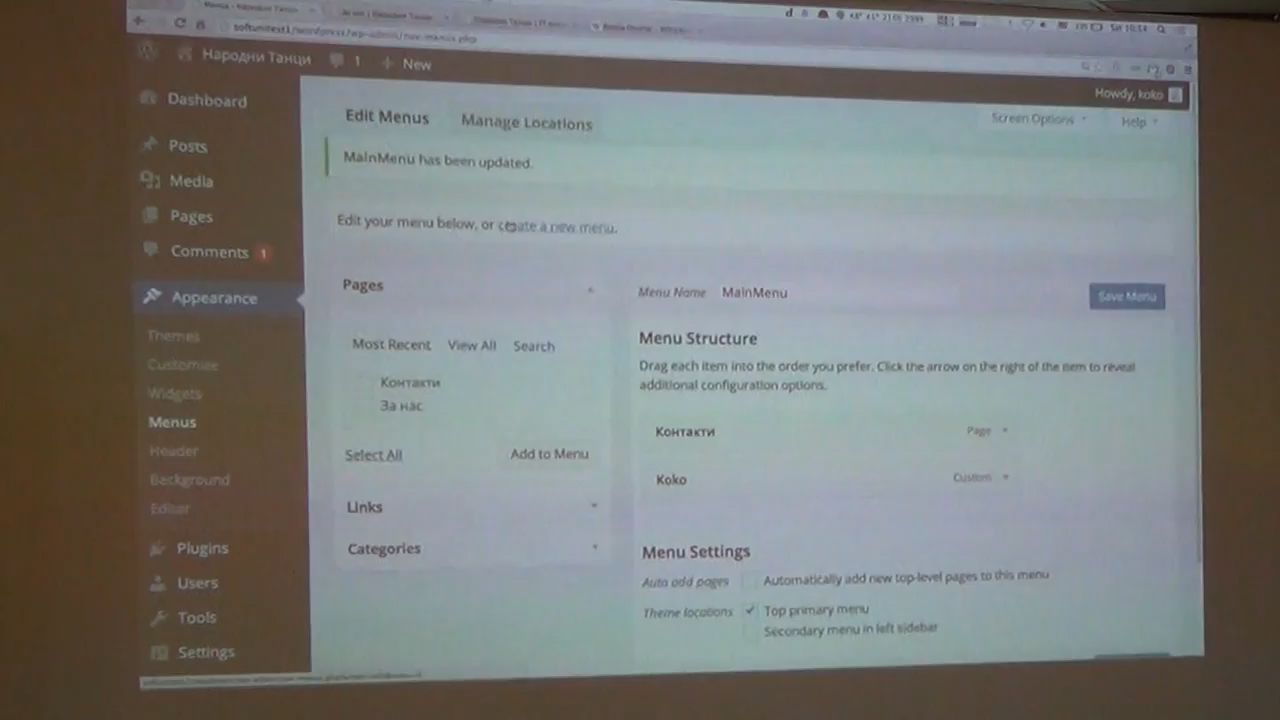 Sat 10:14
Народни Танци 1 New
Howdy, koko
Dashboard
Posts
Media
Pages
Comments 1
Appearance
Themes
Customize
Widgets
Menus
Header
Background
Editor
Plugins
Users
Tools
Settings
Edit Menus Manage Locations
Screen Options Help
MainMenu has been updated.
Edit your menu below, or create a new menu.
Pages
Most Recent View All Search
Контакти
За нас
Select All Add to Menu
Links
Categories
Menu Name MainMenu Save Menu
Menu Structure
Drag each item into the order you prefer. Click the arrow on the right of the item to reveal
additional configuration options.
Контакти Page
Koko Custom
Menu Settings
Auto add pages Automatically add new top-level pages to this menu
Theme locations Top primary menu
Secondary menu in left sidebar